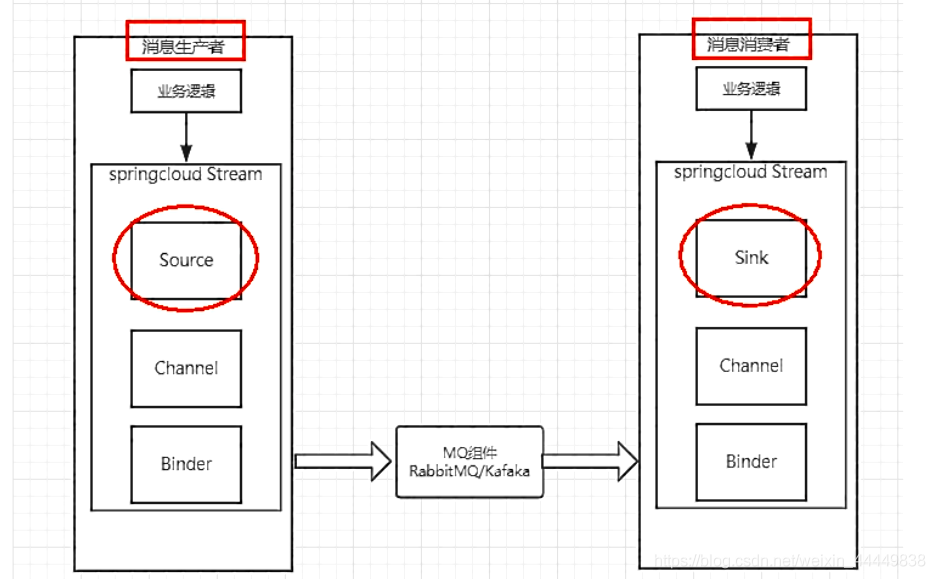 消息生产者
业务逻辑
springcloud Stream
Source
Channel
Binder
MQ组件
RabbitMQ/Kafaka
消息消费者
业务逻辑
springcloud Stream
Sink
Channel
Binder
https://blog.csdn.net/weixin_44449838